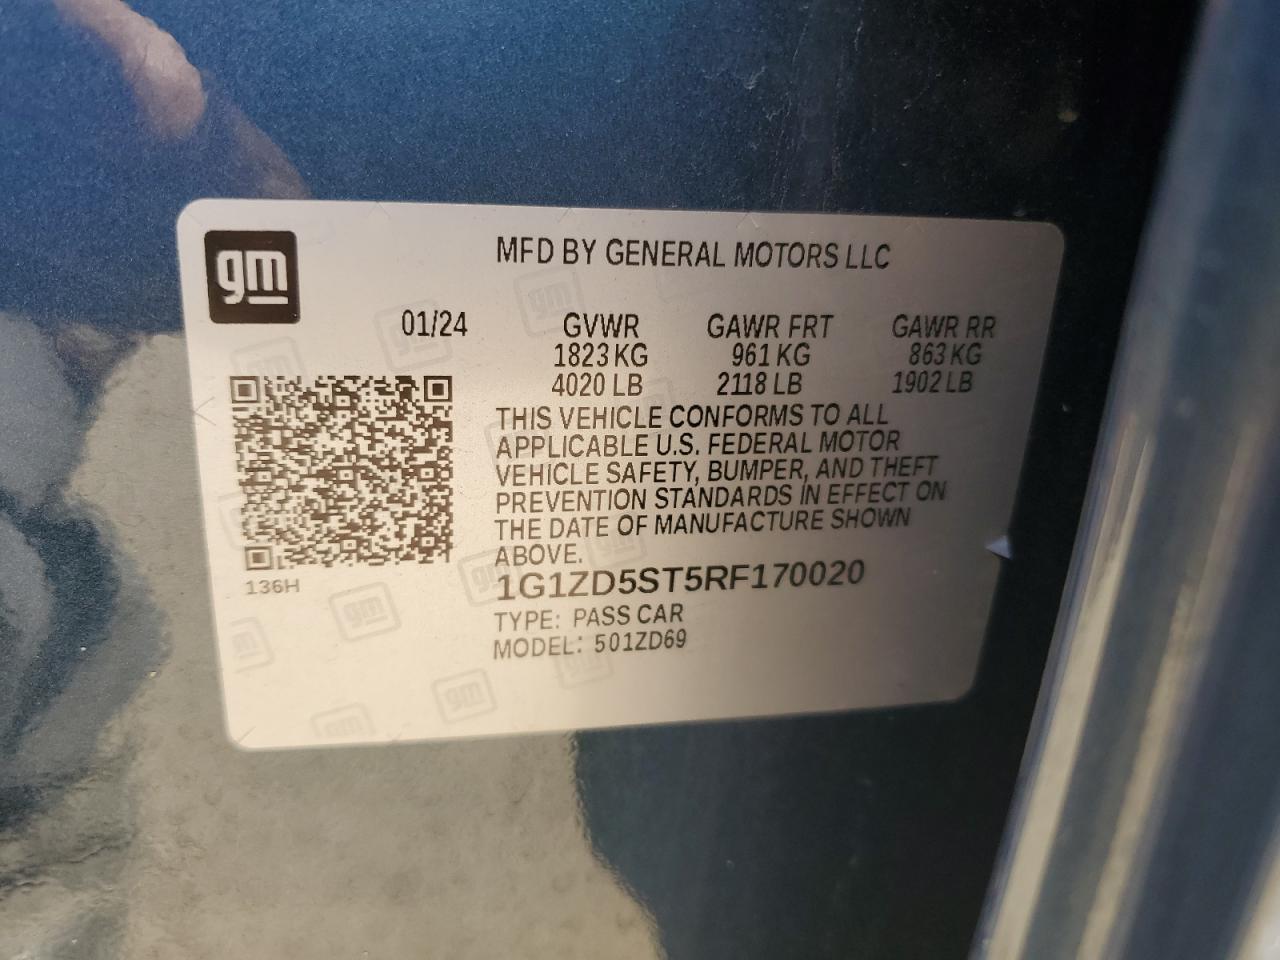 gm
MFD BY GENERAL MOTORS LLC
01/24
GVWR GAWR FRT GAWR RR
1823 KG 961 KG 863 KG
4020 LB 2118 LB 1902 LB
THIS VEHICLE CONFORMS TO ALL
APPLICABLE U.S. FEDERAL MOTOR
VEHICLE SAFETY, BUMPER, AND THEFT
PREVENTION STANDARDS IN EFFECT ON
THE DATE OF MANUFACTURE SHOWN
ABOVE.
136H
1G1ZD5ST5RF170020
TYPE: PASS CAR
MODEL: 501ZD69